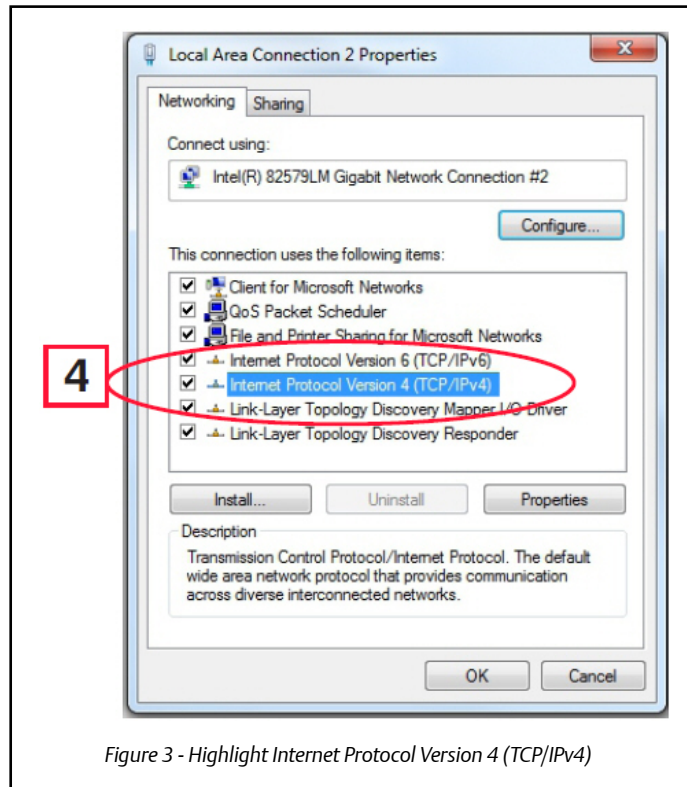 Local Area Connection 2 Properties
Networking
Sharing
Connect using:
Intel(R) 82579LM Gigabit Network Connection #2
Configure...
This connection uses the following items:
Client for Microsoft Networks
QoS Packet Scheduler
File and Printer Sharing for Microsoft Networks
Internet Protocol Version 6 (TCP/IPv6)
4
Internet Protocol Version 4 (TCP/IPv4)
Link-Layer Topology Discovery Mapper I/O Driver
Link-Layer Topology Discovery Responder
Install...
Uninstall
Properties
Description
Transmission Control Protocol/Internet Protocol. The default
wide area network protocol that provides communication
across diverse interconnected networks.
OK
Cancel
Figure 3 - Highlight Internet Protocol Version 4 (TCP/IPv4)